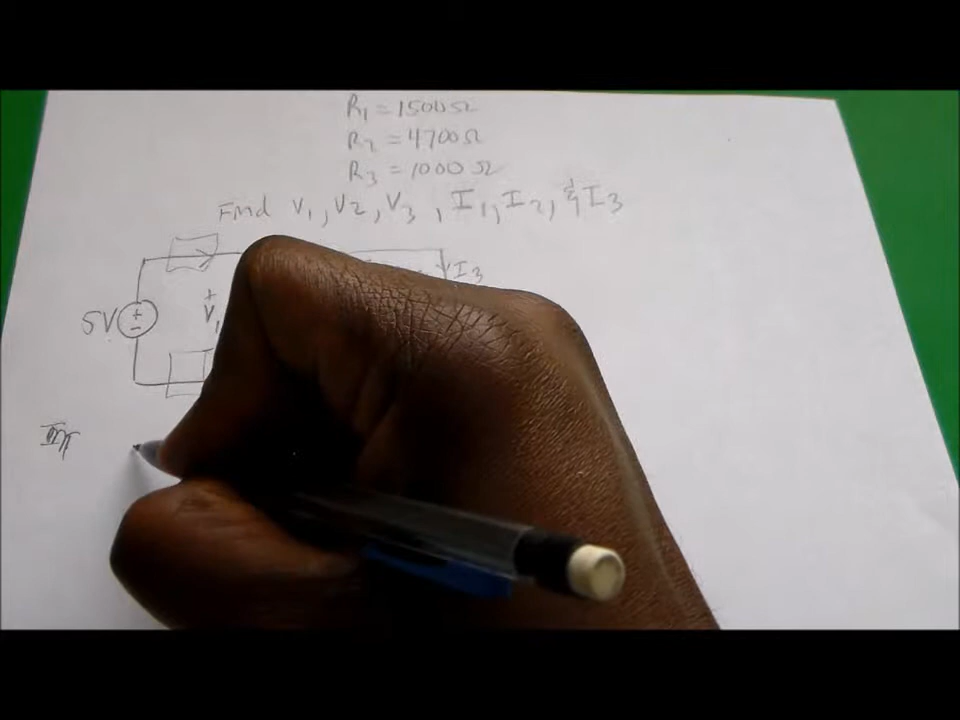 R1 = 1500Ω
R2 = 4700Ω
R3 = 1000Ω
Find V1, V2, V3, I1, I2, & I3
I3
+
5V + V1
-